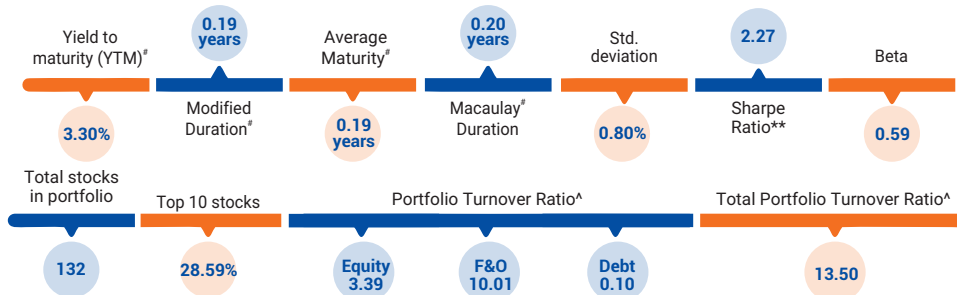 0.19
years
0.20
years
2.27
Yield to
maturity (YTM)#
Average
Maturity#
Std.
deviation
Beta
Modified
Duration#
Macaulay#
Duration
Sharpe
Ratio**
3.30%
0.19
years
0.80%
0.59
Total stocks
in portfolio
Top 10 stocks
Portfolio Turnover Ratio^
Total Portfolio Turnover Ratio^
132
28.59%
Equity
3.39
F&O
10.01
Debt
0.10
13.50